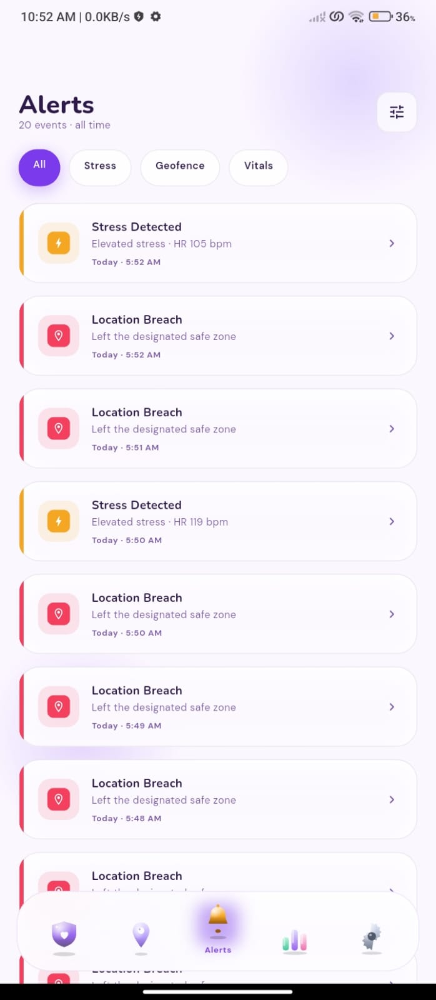 10:52 AM | 0.0KB/s
36%
Alerts
20 events · all time
All
Stress
Geofence
Vitals
Stress Detected
Elevated stress · HR 105 bpm
Today · 5:52 AM
Location Breach
Left the designated safe zone
Today · 5:52 AM
Location Breach
Left the designated safe zone
Today · 5:51 AM
Stress Detected
Elevated stress · HR 119 bpm
Today · 5:50 AM
Location Breach
Left the designated safe zone
Today · 5:50 AM
Location Breach
Left the designated safe zone
Today · 5:49 AM
Location Breach
Left the designated safe zone
Today · 5:48 AM
Location Breach
Alerts